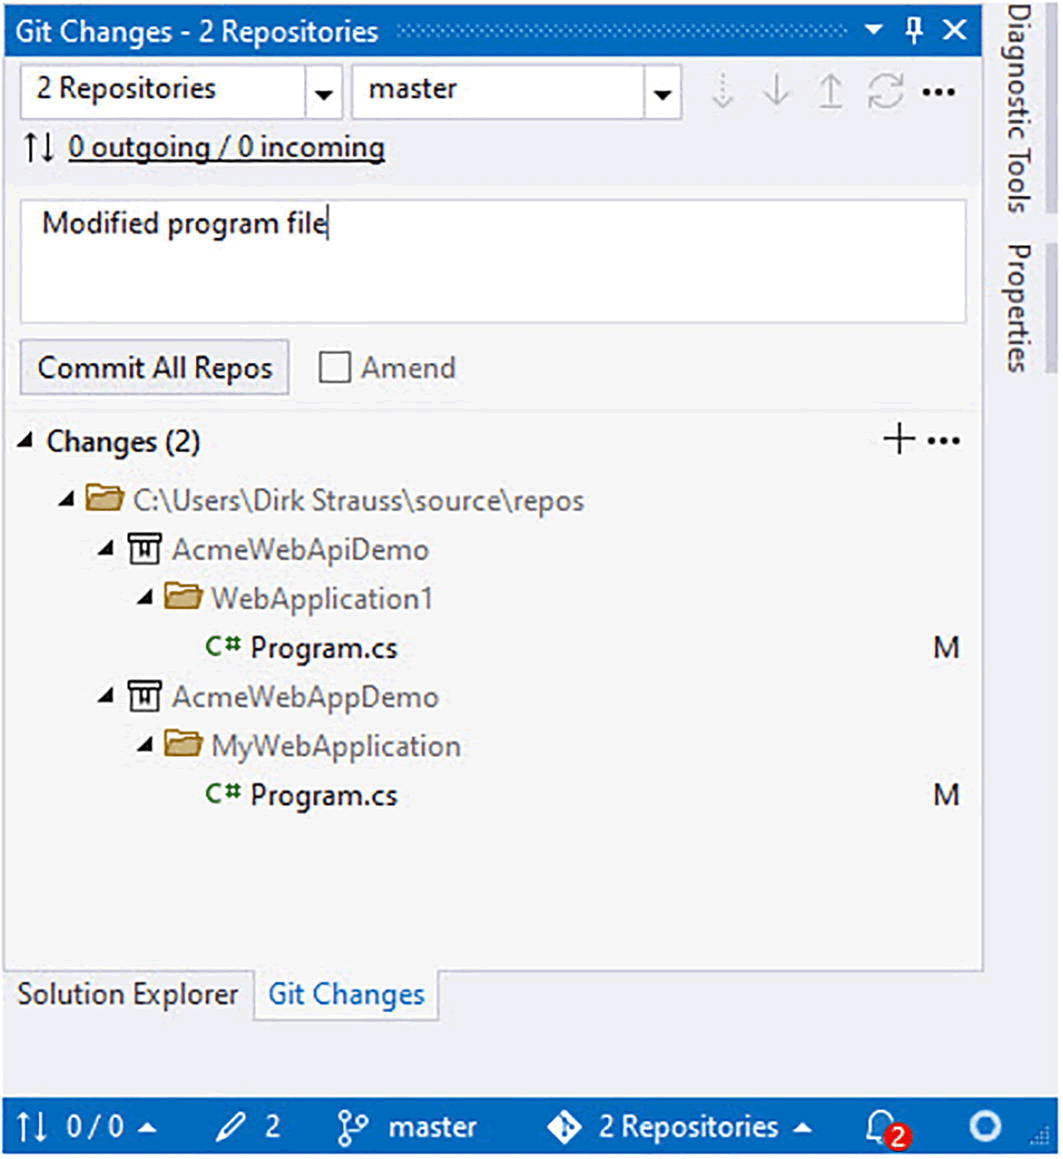 Git Changes - 2 Repositories
2 Repositories
master
0 outgoing / 0 incoming
Modified program file
Commit All Repos
Amend
Changes (2)
C:\Users\Dirk Strauss\source\repos
AcmeWebApiDemo
WebApplication1
C# Program.cs M
AcmeWebAppDemo
MyWebApplication
C# Program.cs M
Solution Explorer
Git Changes
0 / 0
2
master
2 Repositories
2
Diagnostic Tools
Properties